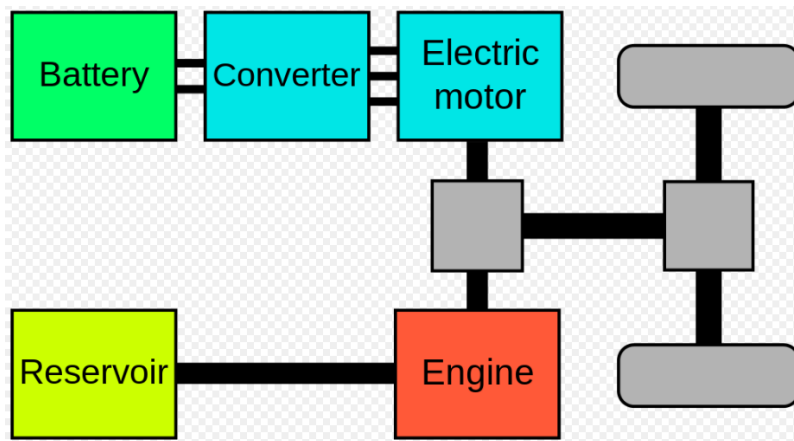 Battery
Converter
Electric
motor
Reservoir
Engine